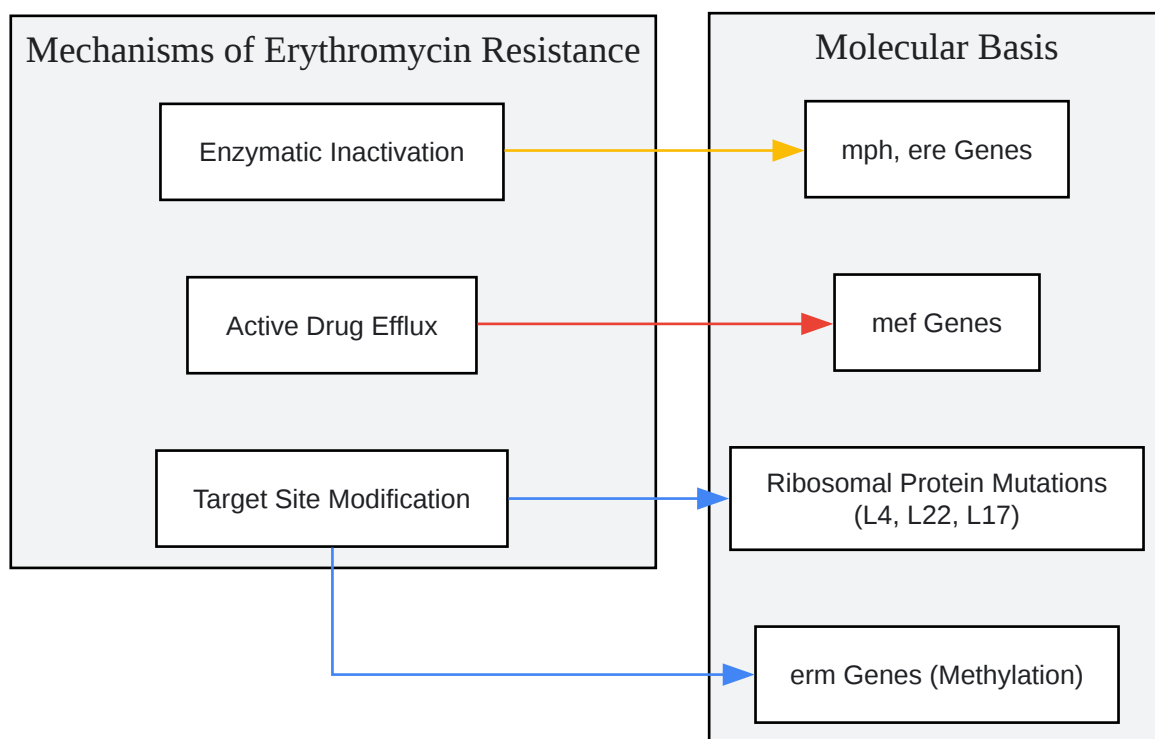 Mechanisms of Erythromycin Resistance
Enzymatic Inactivation
Active Drug Efflux
Target Site Modification
Molecular Basis
mph, ere Genes
mef Genes
Ribosomal Protein Mutations
(L4, L22, L17)
erm Genes (Methylation)